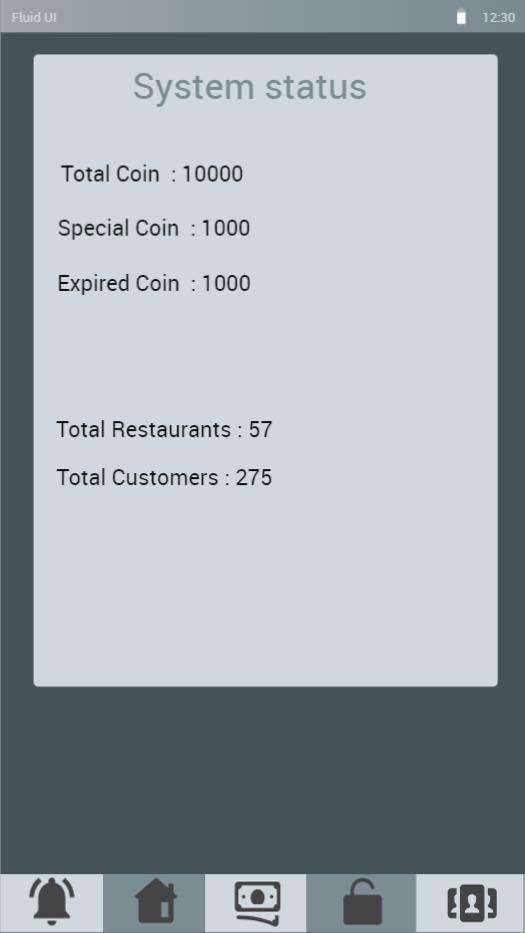 Fluid UI 12:30
System status
Total Coin : 10000
Special Coin : 1000
Expired Coin : 1000
Total Restaurants : 57
Total Customers : 275